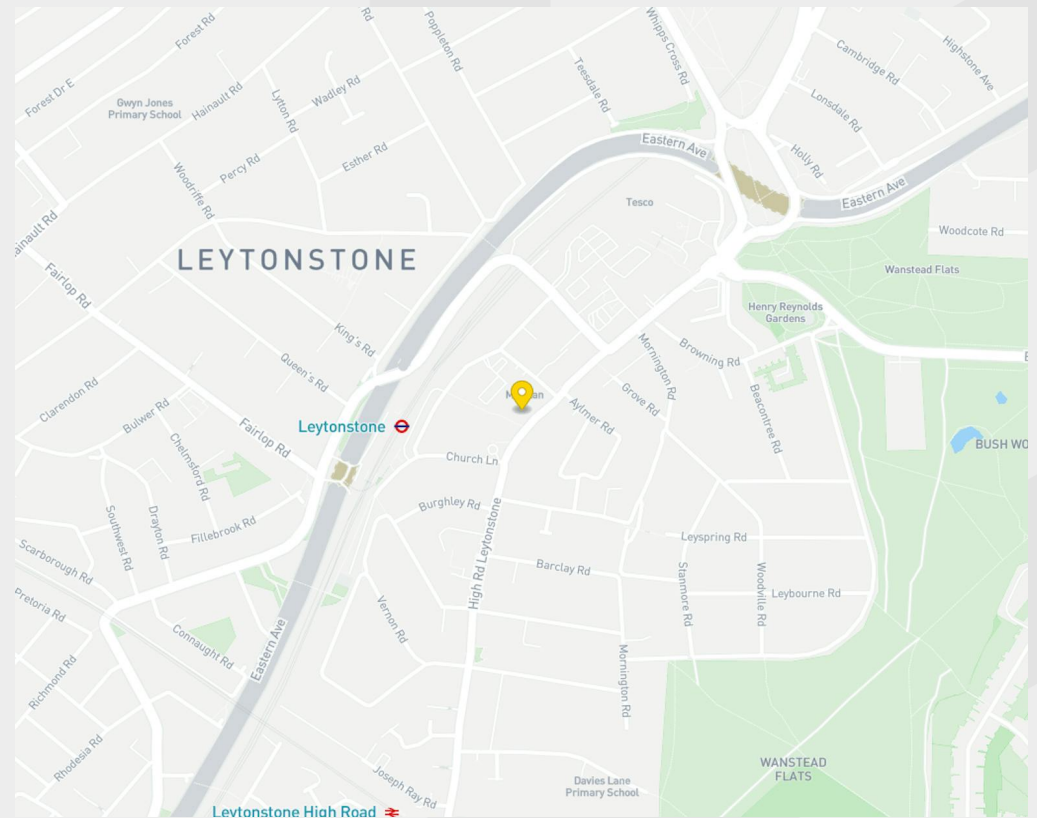 Forest Rd
Rd
Poppleton Rd
Whipps Cross Rd
Highstone Ave
Cambridge Rd
Forest Dr E
Gwyn Jones
Primary School
Hainault Rd
Lytton Rd
Wadley Rd
Teesdale Rd
Lonsdale Rd
Eastern Ave
Holly Rd
Esther Rd
Percy Rd
Woodriffe Rd
Eastern Ave
Tesco
Woodcote Rd
LEYTONSTONE
Wanstead Flats
Fairlop Rd
Henry Reynolds
Gardens
King's Rd
Queen's Rd
Browning Rd
Mornington Rd
Grove Rd
Beacontree Rd
Clarendon Rd
Bulwer Rd
Aylmer Rd
Leytonstone
Fairlop Rd
Church Ln
BUSH WO
Chelmsford Rd
Burghley Rd
High Rd Leytonstone
Southwest Rd
Drayton Rd
Fillebrook Rd
Leyspring Rd
Scarborough Rd
Barclay Rd
Stanmore Rd
Woodville Rd
Leybourne Rd
Pretoria Rd
Vernon Rd
Connaught Rd
Eastern Ave
Richmond Rd
Mornington Rd
Rhodesia Rd
Joseph Ray Rd
WANSTEAD
FLATS
Davies Lane
Primary School
Leytonstone High Road